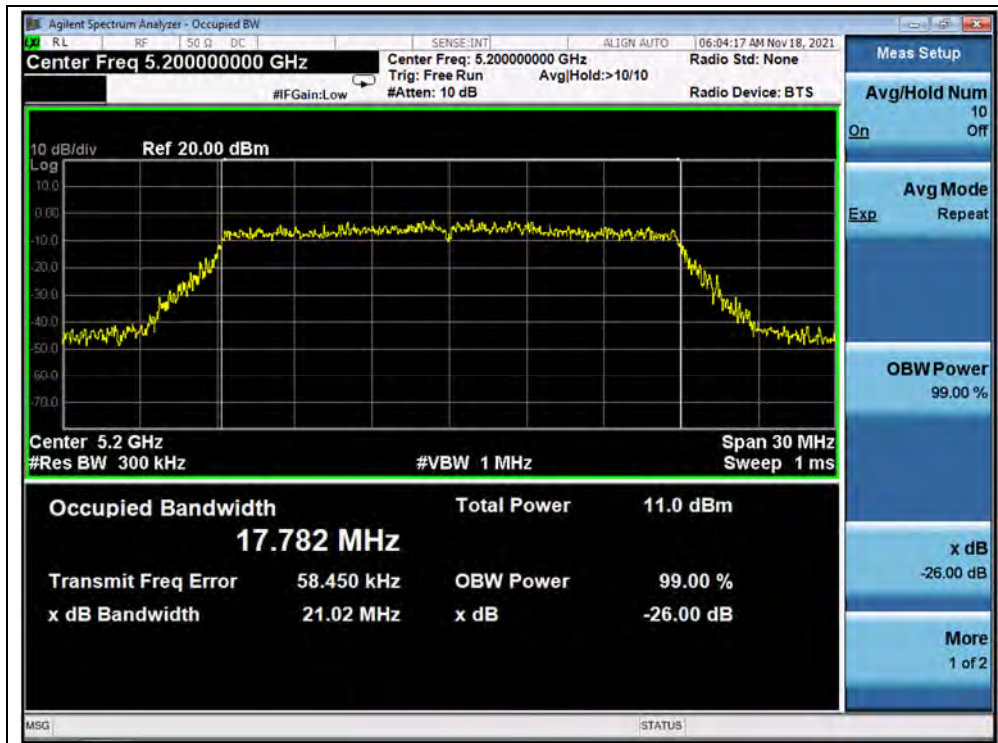 Agilent Spectrum Analyzer - Occupied BW
LXI RL RF 50 Ω DC SENSE:INT ALIGN AUTO 06:04:17 AM Nov 18, 2021
Center Freq 5.200000000 GHz Center Freq: 5.200000000 GHz Radio Std: None
Trig: Free Run Avg|Hold:>10/10
#IFGain:Low #Atten: 10 dB Radio Device: BTS
10 dB/div Ref 20.00 dBm
Log
10.0
0.00
-10.0
-20.0
-30.0
-40.0
-50.0
-60.0
-70.0
Center 5.2 GHz Span 30 MHz
#Res BW 300 kHz #VBW 1 MHz Sweep 1 ms
Occupied Bandwidth Total Power 11.0 dBm
17.782 MHz
Transmit Freq Error 58.450 kHz OBW Power 99.00 %
x dB Bandwidth 21.02 MHz x dB -26.00 dB
MSG STATUS
Meas Setup
Avg/Hold Num
10
On Off
Avg Mode
Exp Repeat
OBW Power
99.00 %
x dB
-26.00 dB
More
1 of 2